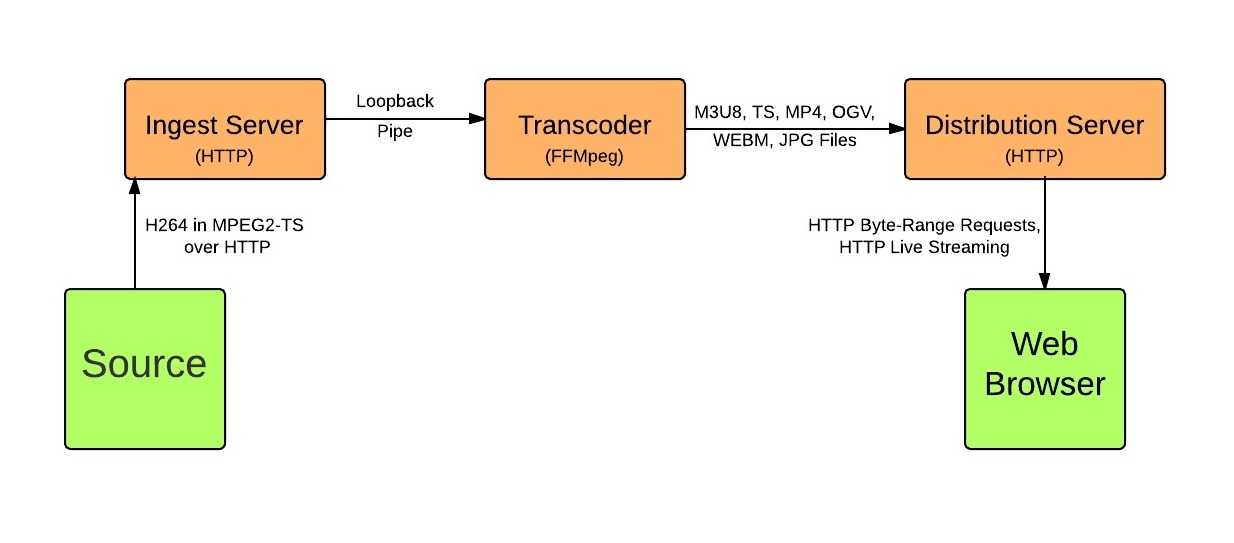 Ingest Server
(HTTP)
Loopback
Pipe
Transcoder
(FFMpeg)
M3U8, TS, MP4, OGV,
WEBM, JPG Files
Distribution Server
(HTTP)
H264 in MPEG2-TS
over HTTP
HTTP Byte-Range Requests,
HTTP Live Streaming
Source
Web
Browser